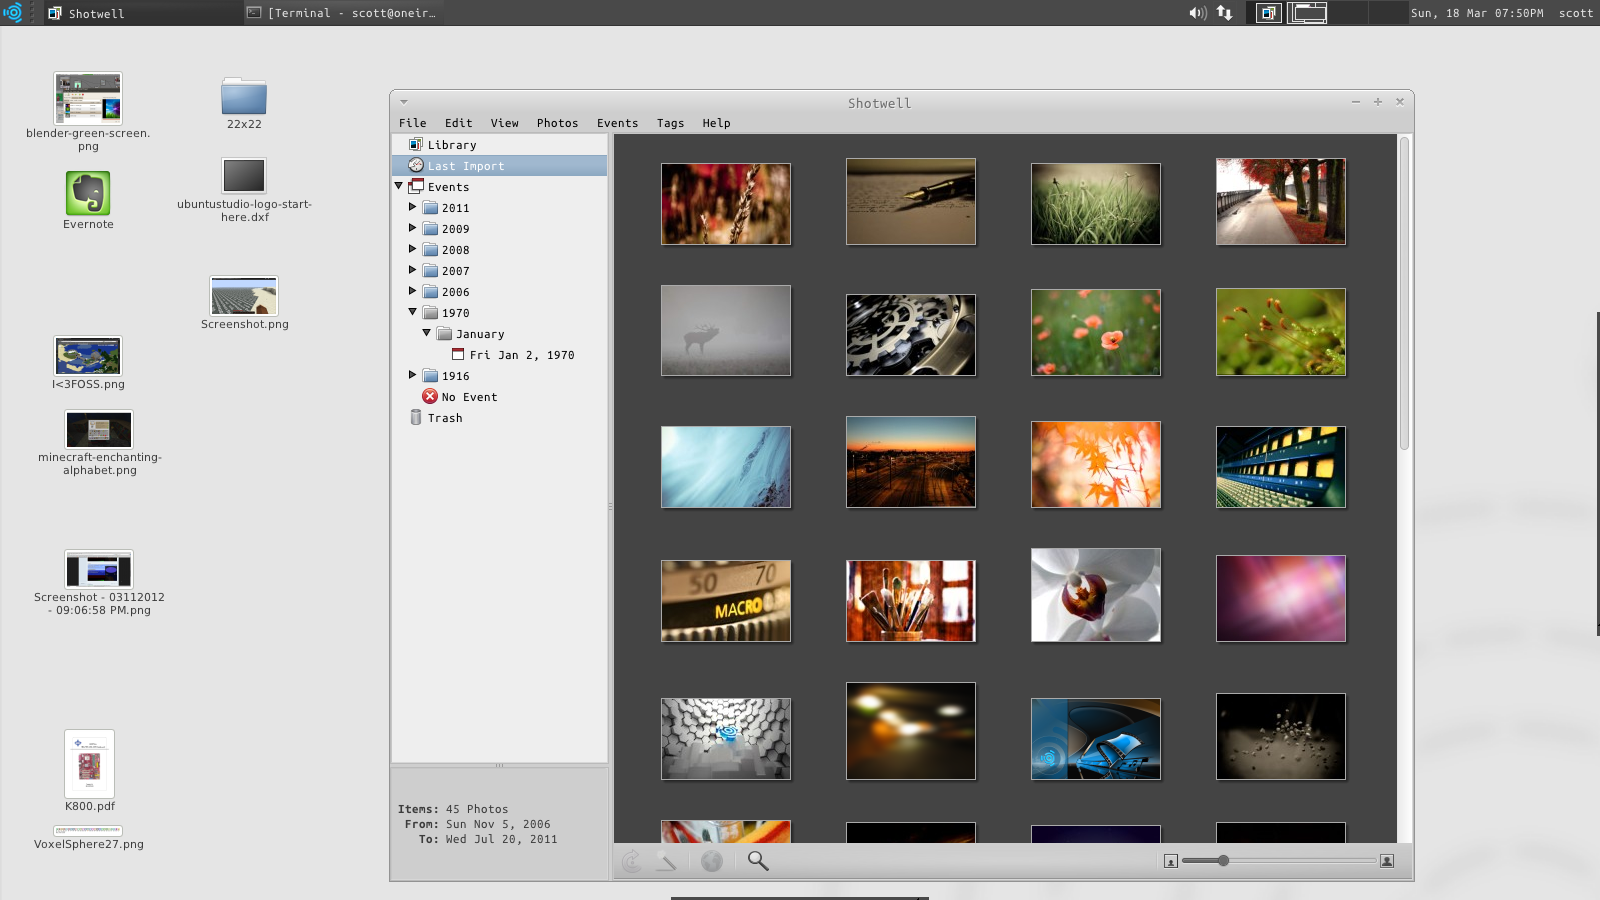 Shotwell
[Terminal - scott@oneir…
Sun, 18 Mar 07:50PM
scott
blender-green-screen.
png
22x22
Evernote
ubuntustudio-logo-start-
here.dxf
Screenshot.png
I<3FOSS.png
minecraft-enchanting-
alphabet.png
Screenshot - 03112012
- 09:06:58 PM.png
K800.pdf
VoxelSphere27.png
Shotwell
File Edit View Photos Events Tags Help
Library
Last Import
Events
2011
2009
2008
2007
2006
1970
January
Fri Jan 2, 1970
1916
No Event
Trash
50 70
MACRO
Items: 45 Photos
From: Sun Nov 5, 2006
To: Wed Jul 20, 2011